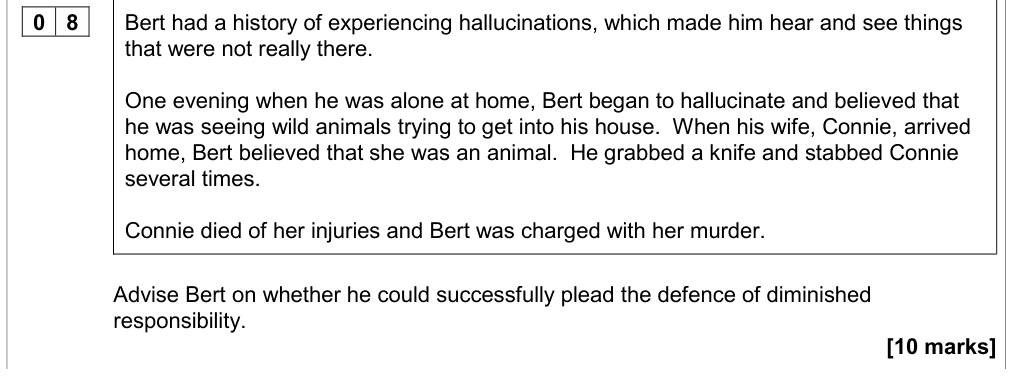 0 8
Bert had a history of experiencing hallucinations, which made him hear and see things
that were not really there.
One evening when he was alone at home, Bert began to hallucinate and believed that
he was seeing wild animals trying to get into his house.  When his wife, Connie, arrived
home, Bert believed that she was an animal.  He grabbed a knife and stabbed Connie
several times.
Connie died of her injuries and Bert was charged with her murder.
Advise Bert on whether he could successfully plead the defence of diminished
responsibility.
[10 marks]